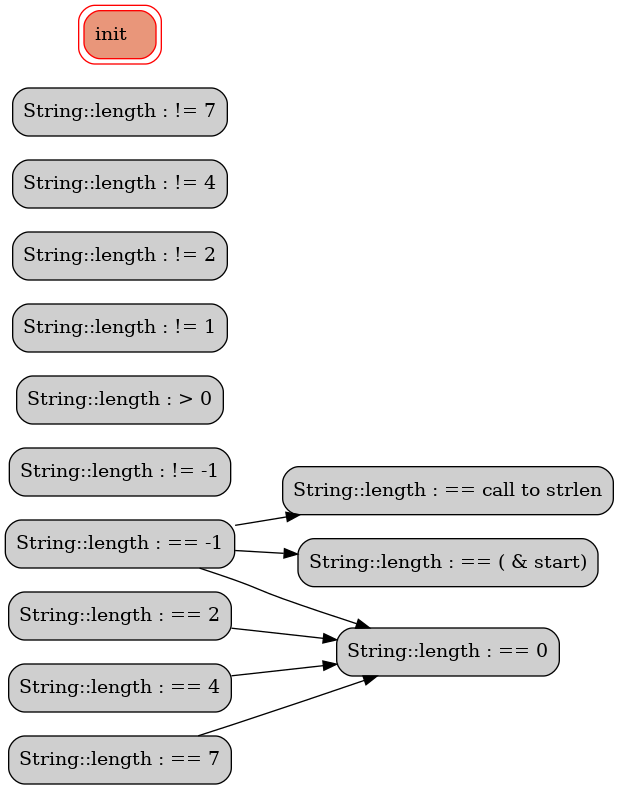 init
String::length : != 7
String::length : != 4
String::length : != 2
String::length : != 1
String::length : > 0
String::length : != -1
String::length : == call to strlen
String::length : == -1
String::length : == ( & start)
String::length : == 2
String::length : == 0
String::length : == 4
String::length : == 7